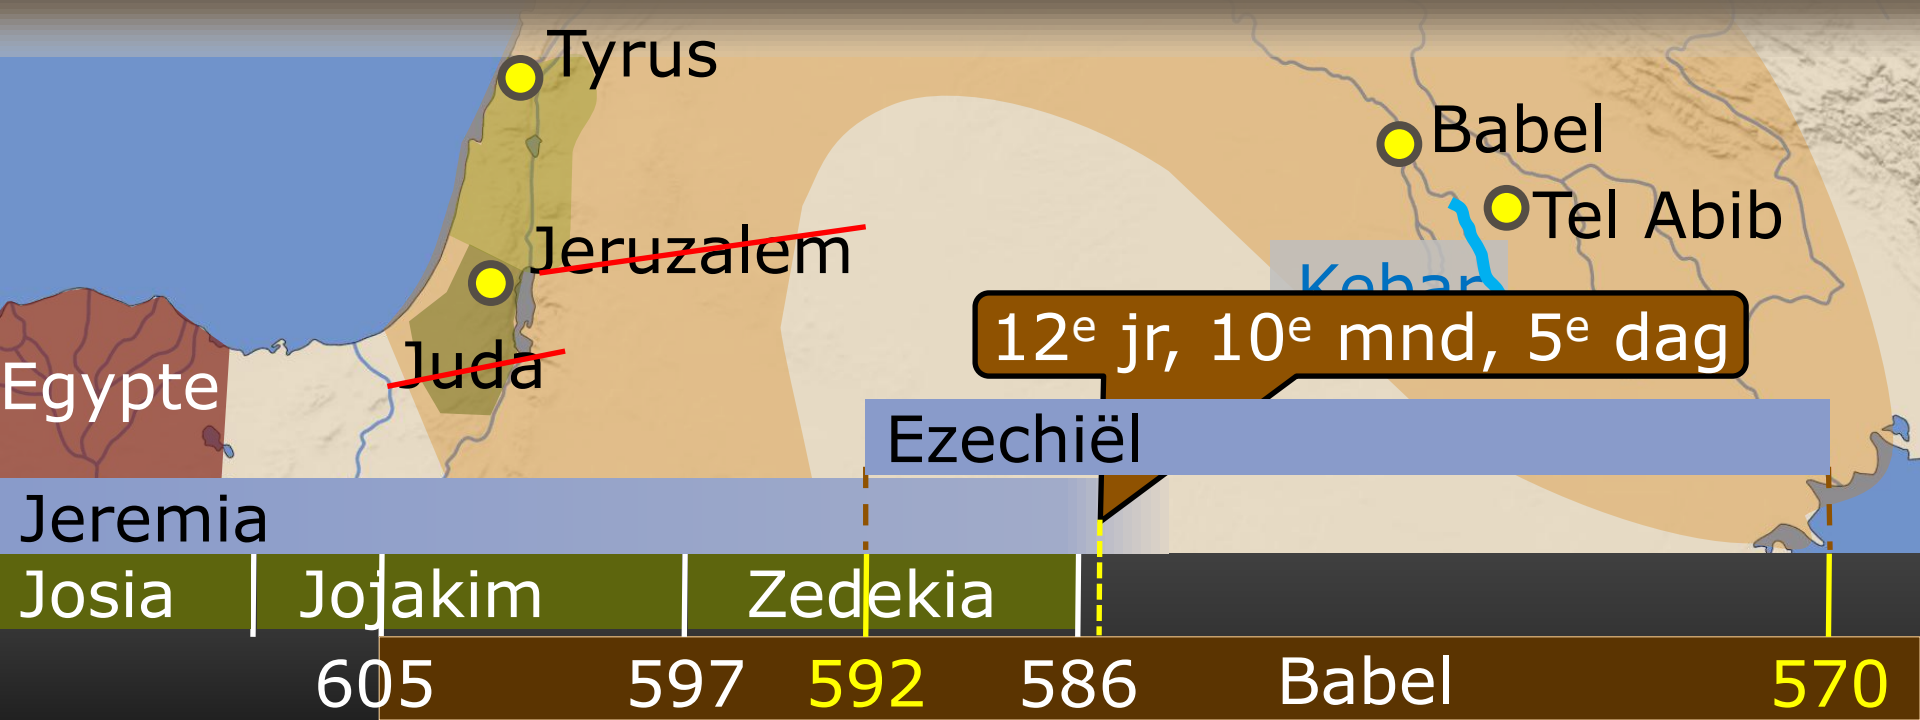 Tyrus
Babel
Tel Abib
Jeruzalem
Kebar
12e jr, 10e mnd, 5e dag
Juda
Egypte
Ezechiël
Jeremia
Josia
Jojakim
Zedekia
605
597
592
586
Babel
570